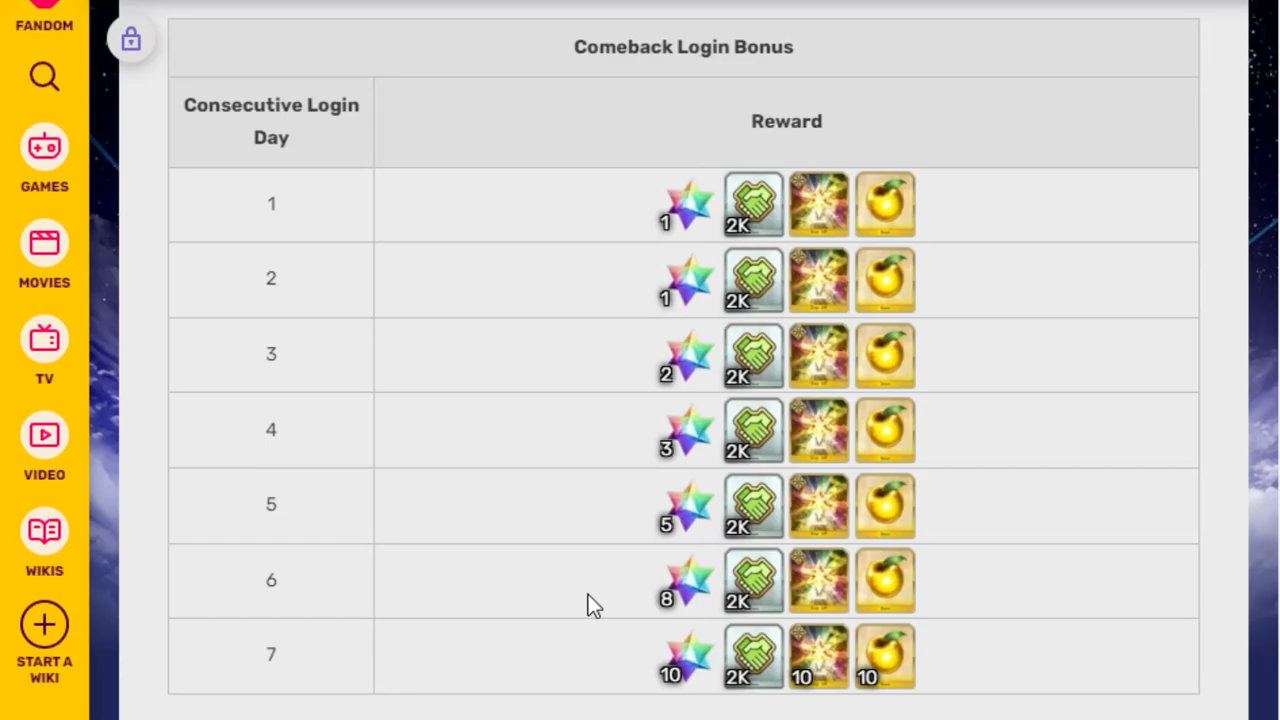 FANDOM
GAMES
MOVIES
TV
VIDEO
WIKIS
START A
WIKI
Comeback Login Bonus
Consecutive Login
Day
Reward
1
1 2K
2
1 2K
3
2 2K
4
3 2K
5
5 2K
6
8 2K
7
10 2K 10 10